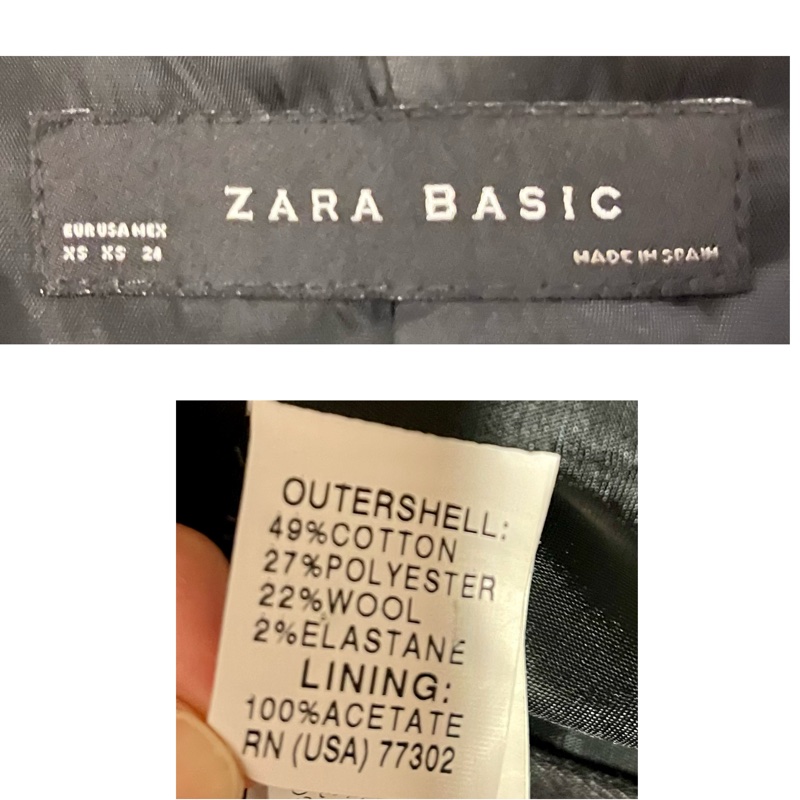 ZARA BASIC
EUR USA MEX
XS XS 24
MADE IN SPAIN
OUTERSHELL:
49%COTTON
27%POLYESTER
22%WOOL
2%ELASTANE
LINING:
100%ACETATE
RN (USA) 77302